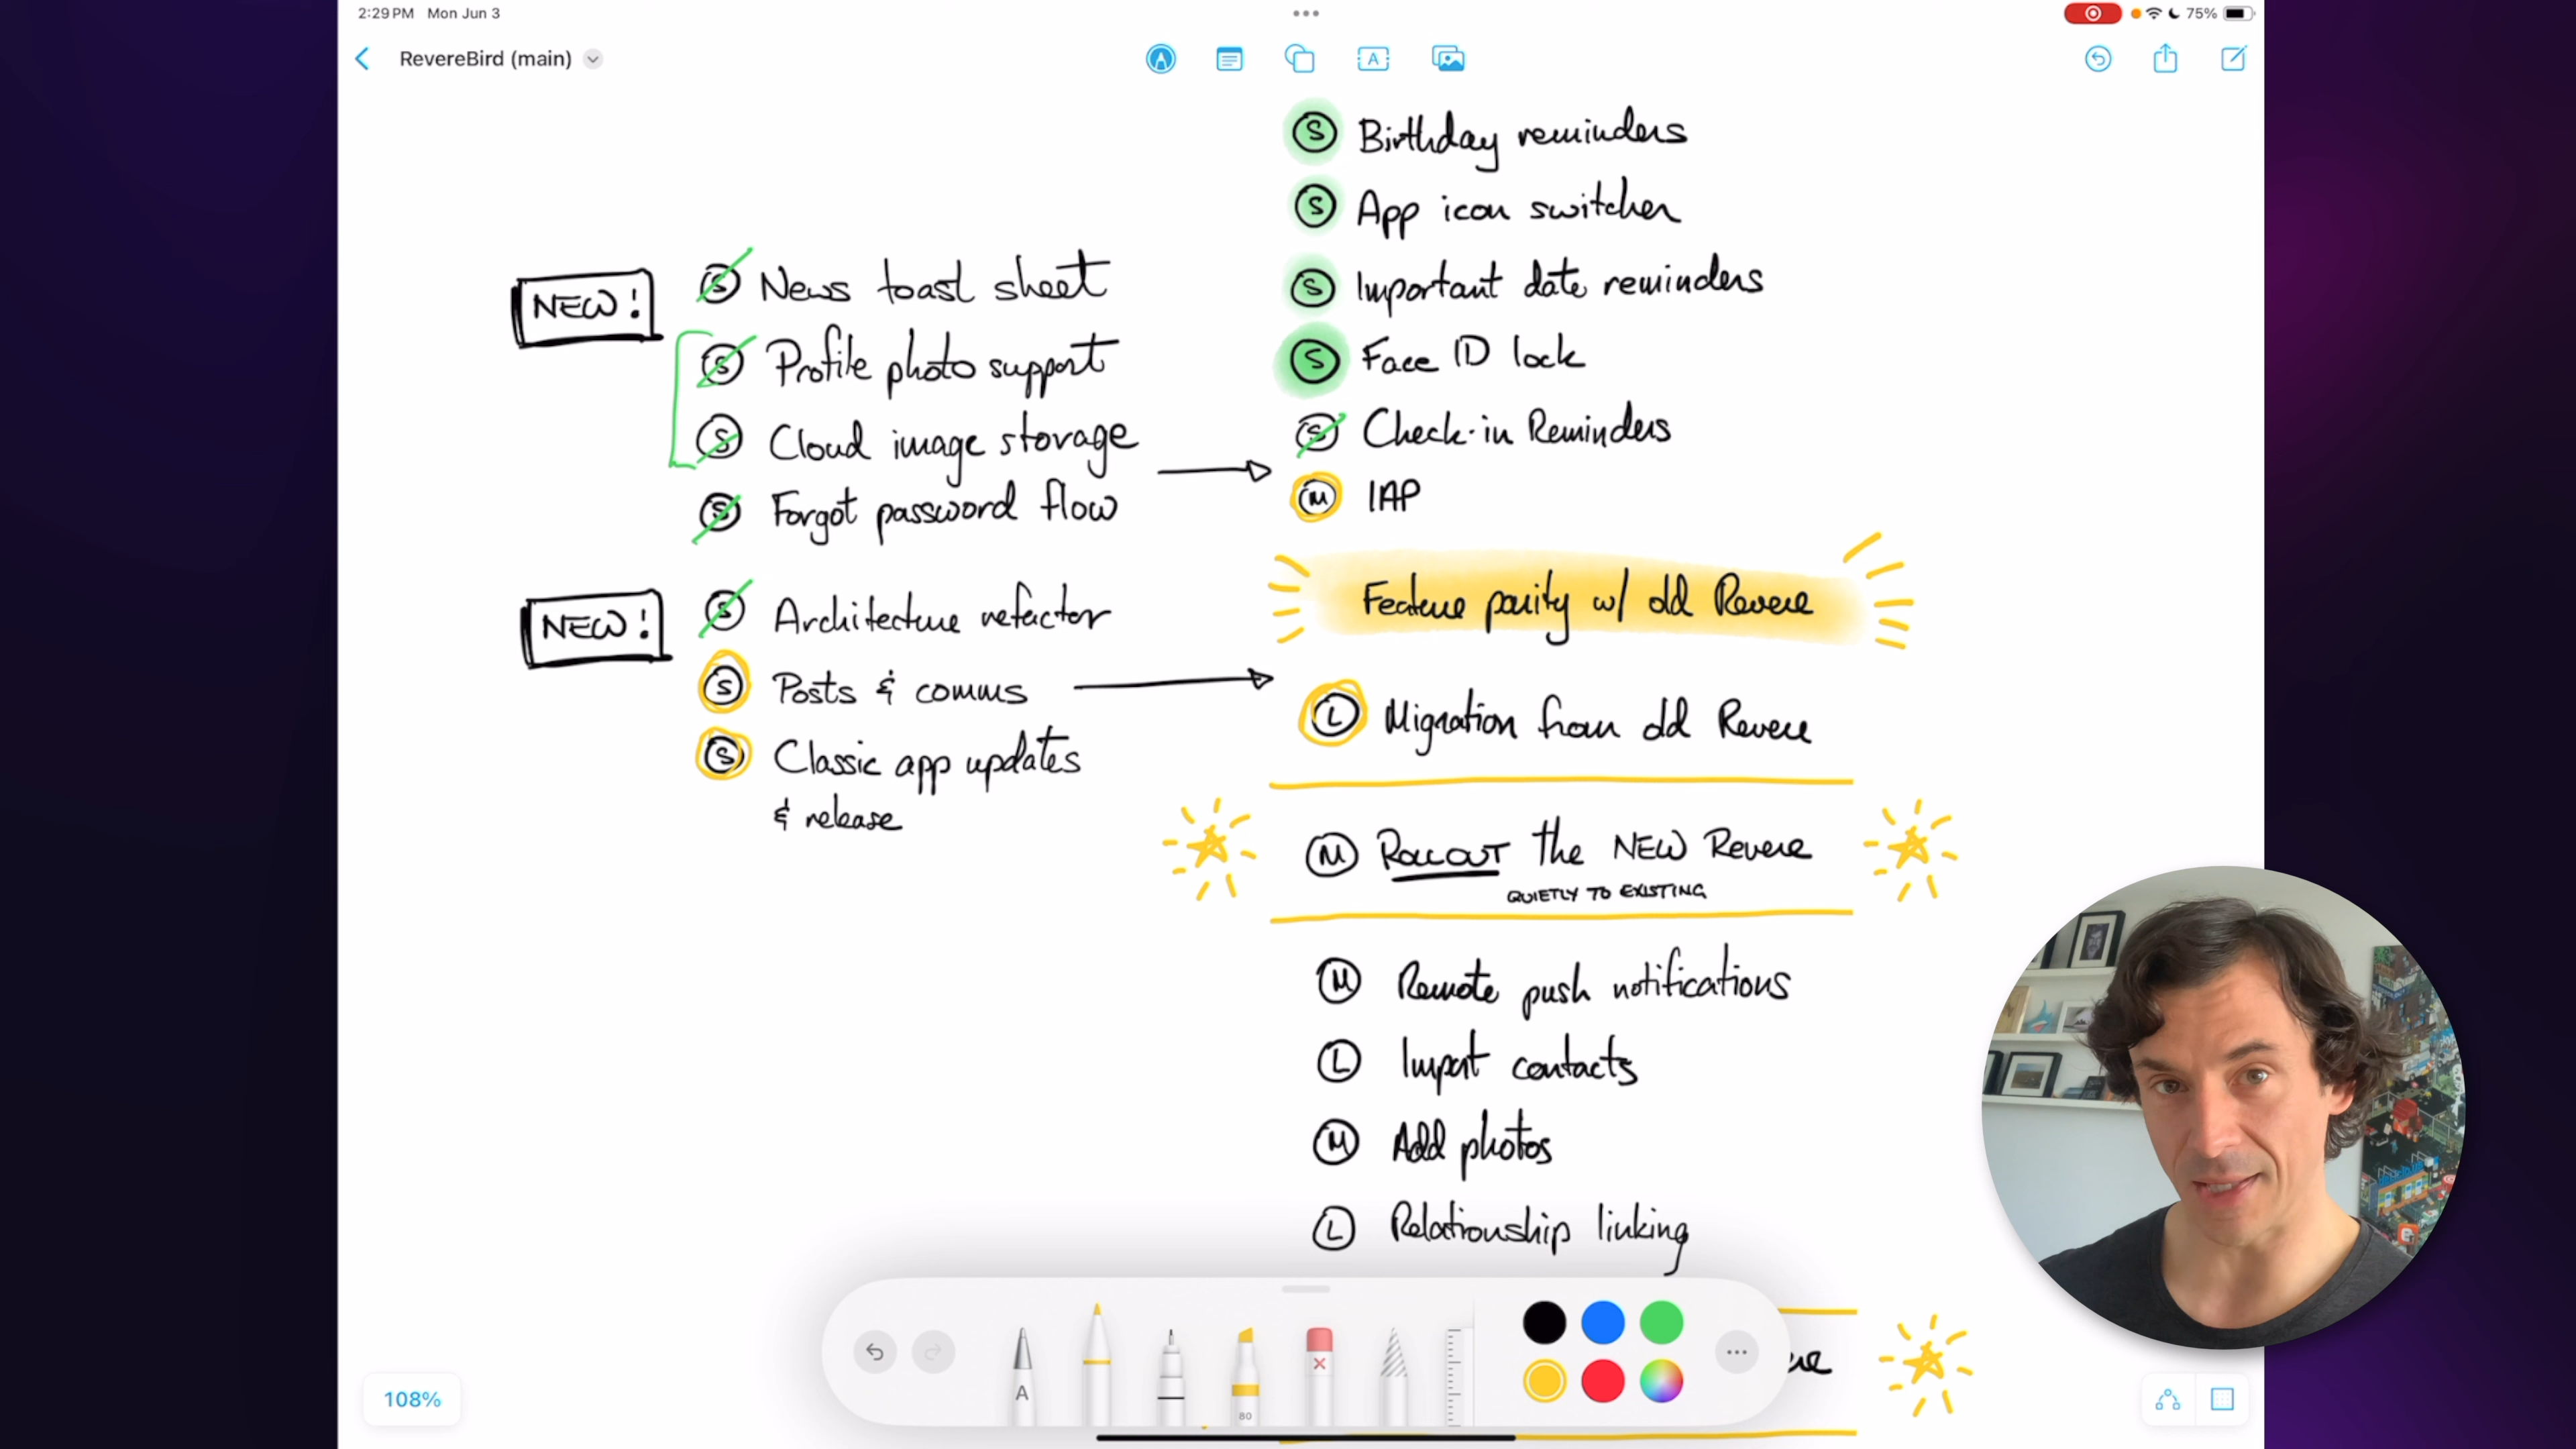 2:29 PM Mon Jun 3
75%
RevereBird (main)
A
NEW!
S News toast sheet
S Profile photo support
S Cloud image storage
S Forgot password flow
NEW!
S Architecture refactor
S Posts & comms
S Classic app updates
& release
S Birthday reminders
S App icon switcher
S Important date reminders
S Face ID lock
S Check-in Reminders
M IAP
Feature parity w/ old Revere
L Migration from old Revere
M ROLLOUT the NEW Revere
QUIETLY TO EXISTING
M Remote push notifications
L Import contacts
M Add photos
L Relationship linking
A
80
108%